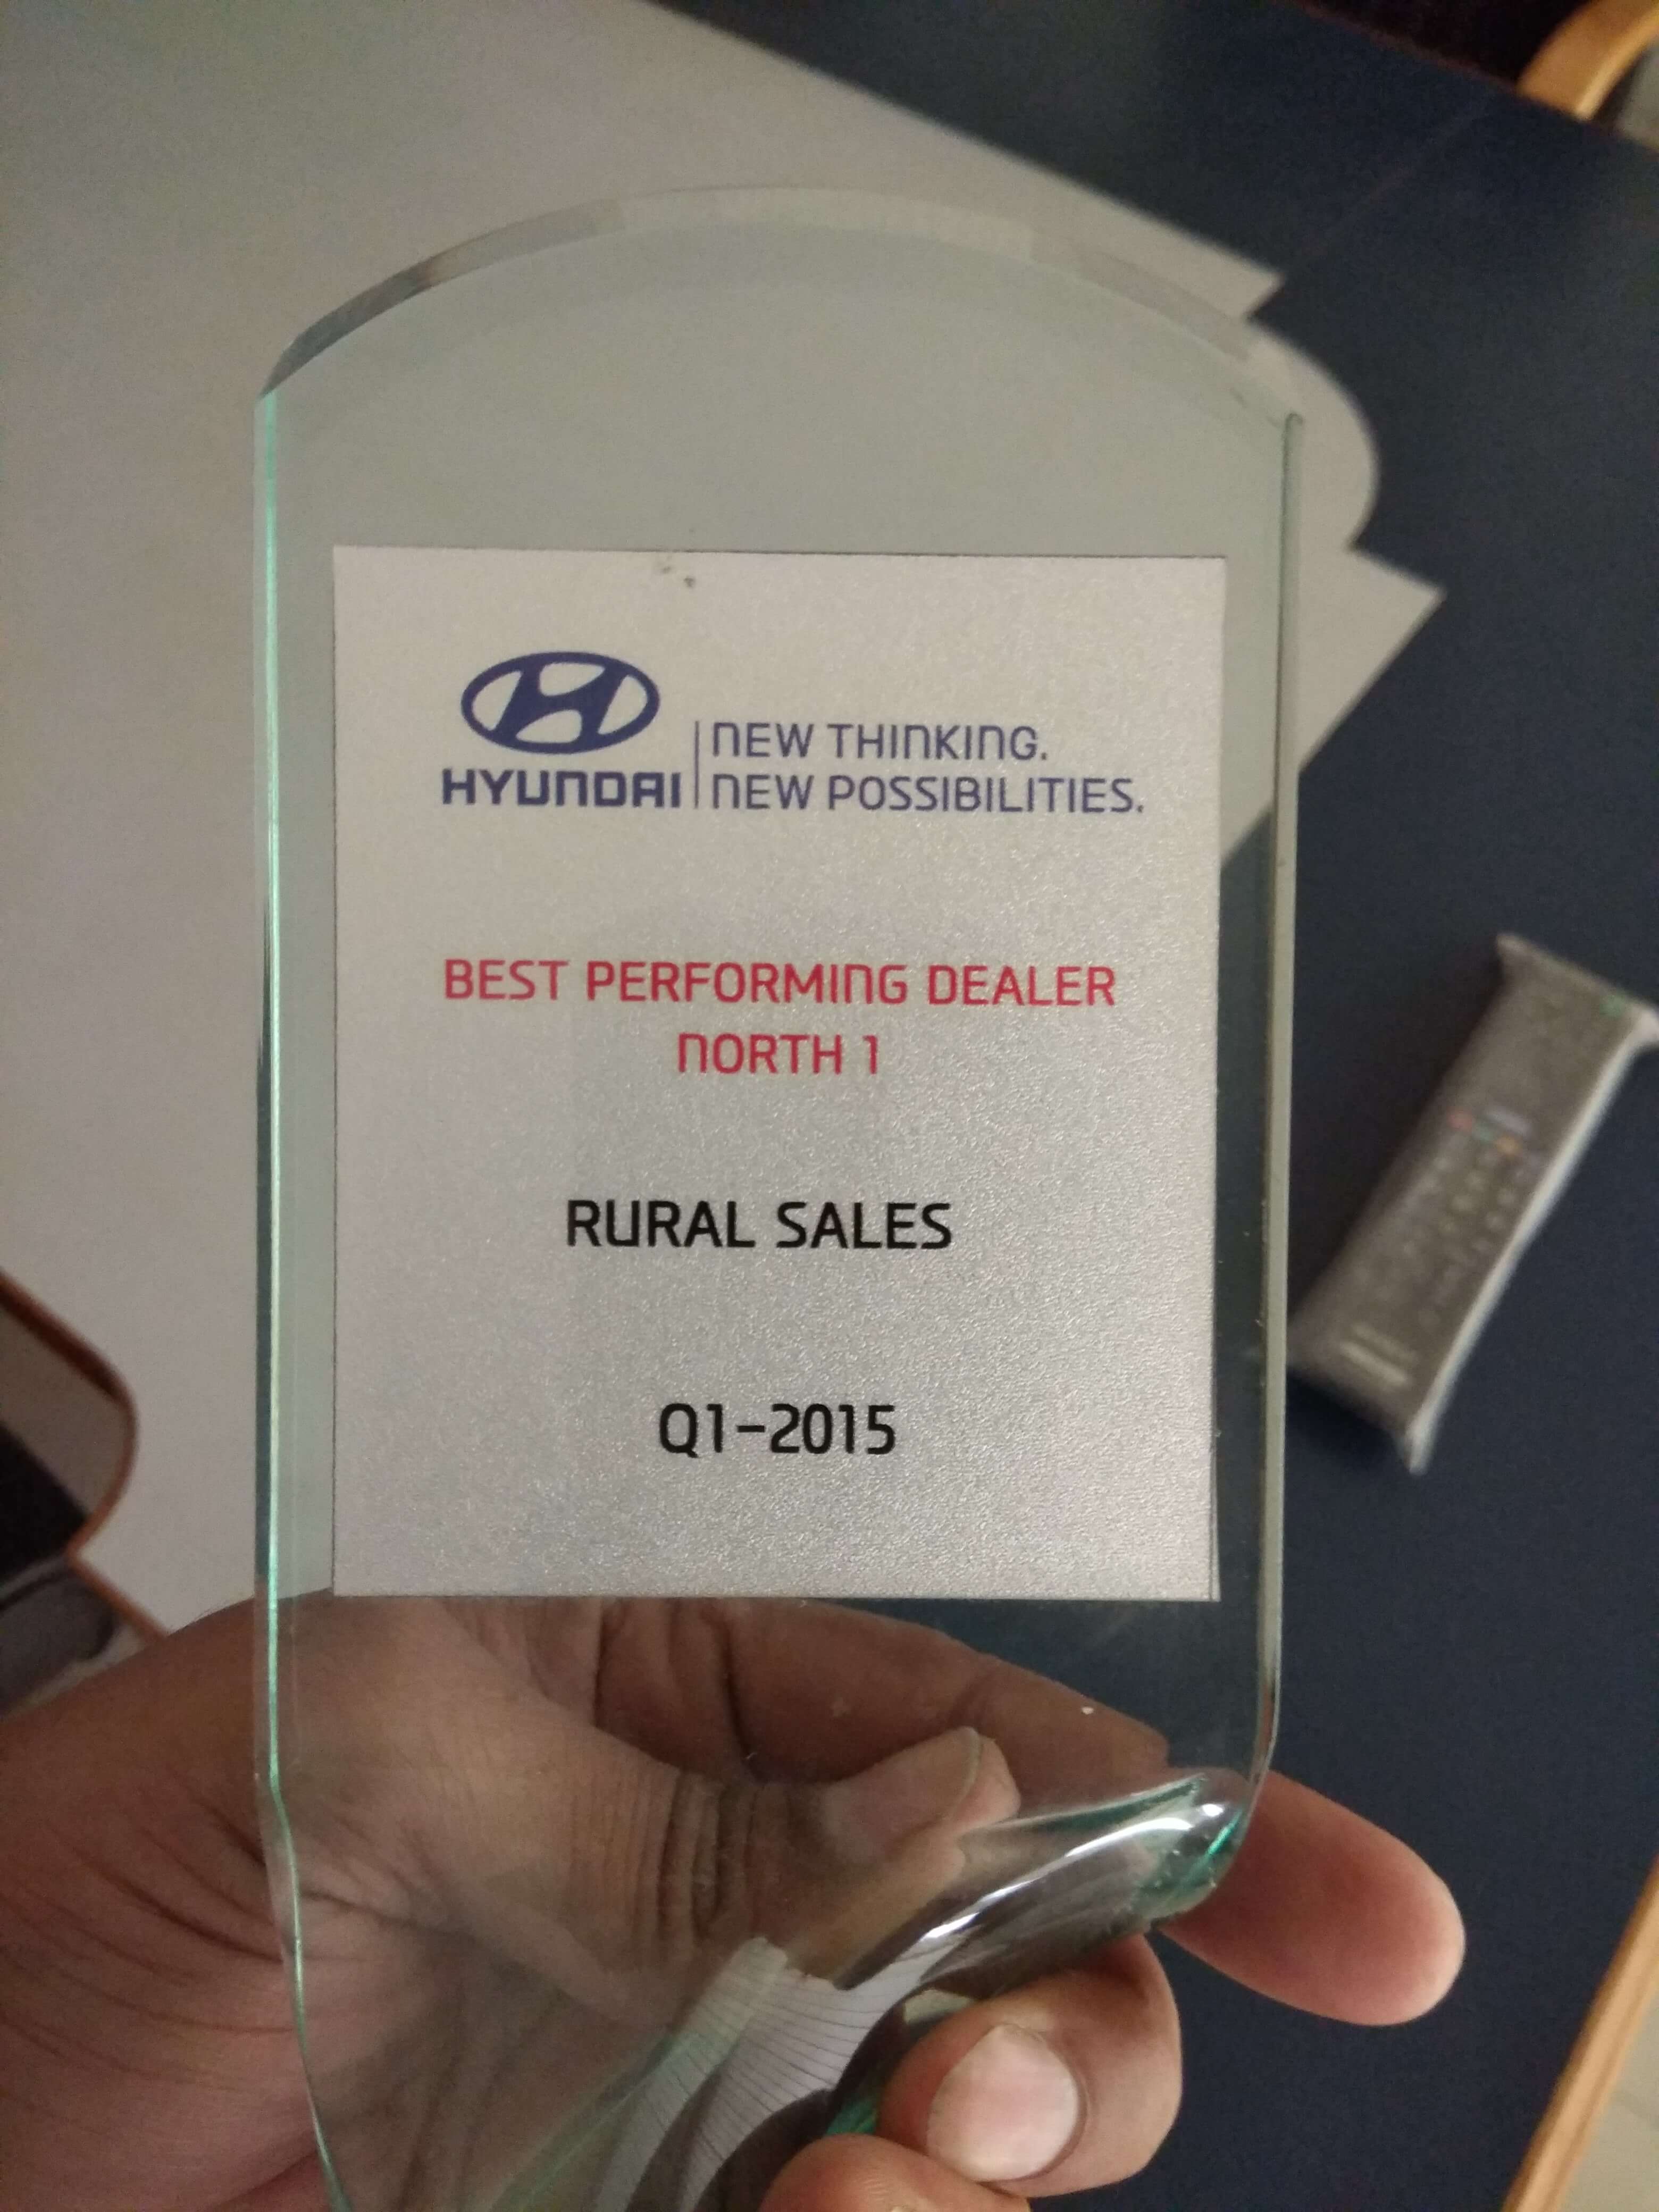 HYUNDAI
NEW THINKING.
NEW POSSIBILITIES.
BEST PERFORMING DEALER
NORTH 1
RURAL SALES
Q1-2015